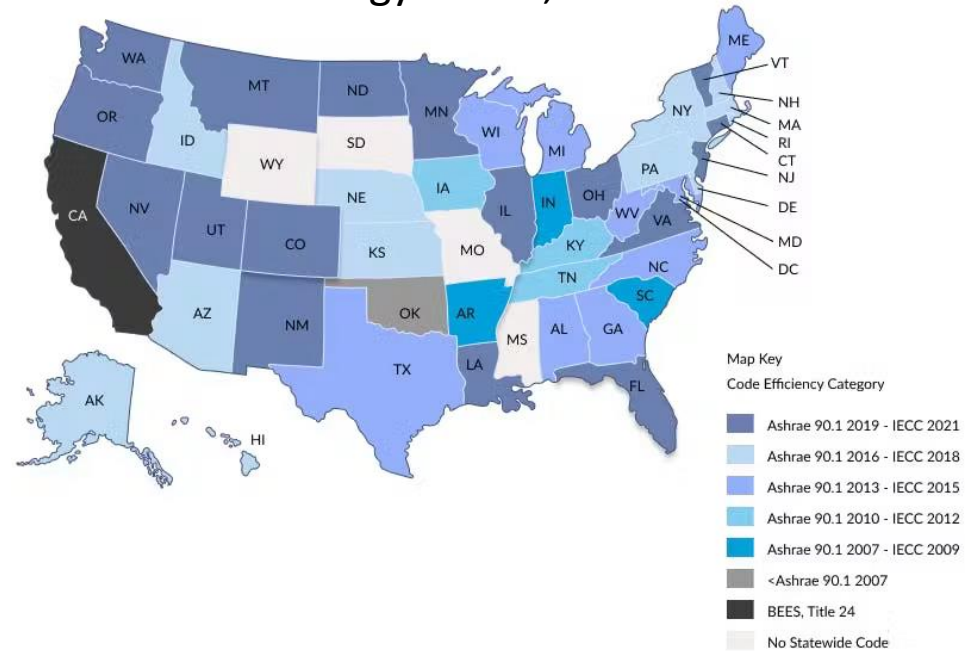 WA
MT
ND
MN
OR
ID
WY
SD
WI
MI
NY
ME
VT
NH
MA
RI
CT
NJ
DE
MD
DC
CA
NV
UT
CO
NE
KS
IA
MO
IL
IN
OH
PA
WV
VA
KY
TN
NC
SC
AZ
NM
OK
AR
TX
LA
MS
AL
GA
FL
AK
HI
Map Key
Code Efficiency Category
Ashrae 90.1 2019 - IECC 2021
Ashrae 90.1 2016 - IECC 2018
Ashrae 90.1 2013 - IECC 2015
Ashrae 90.1 2010 - IECC 2012
Ashrae 90.1 2007 - IECC 2009
<Ashrae 90.1 2007
BEES, Title 24
No Statewide Code